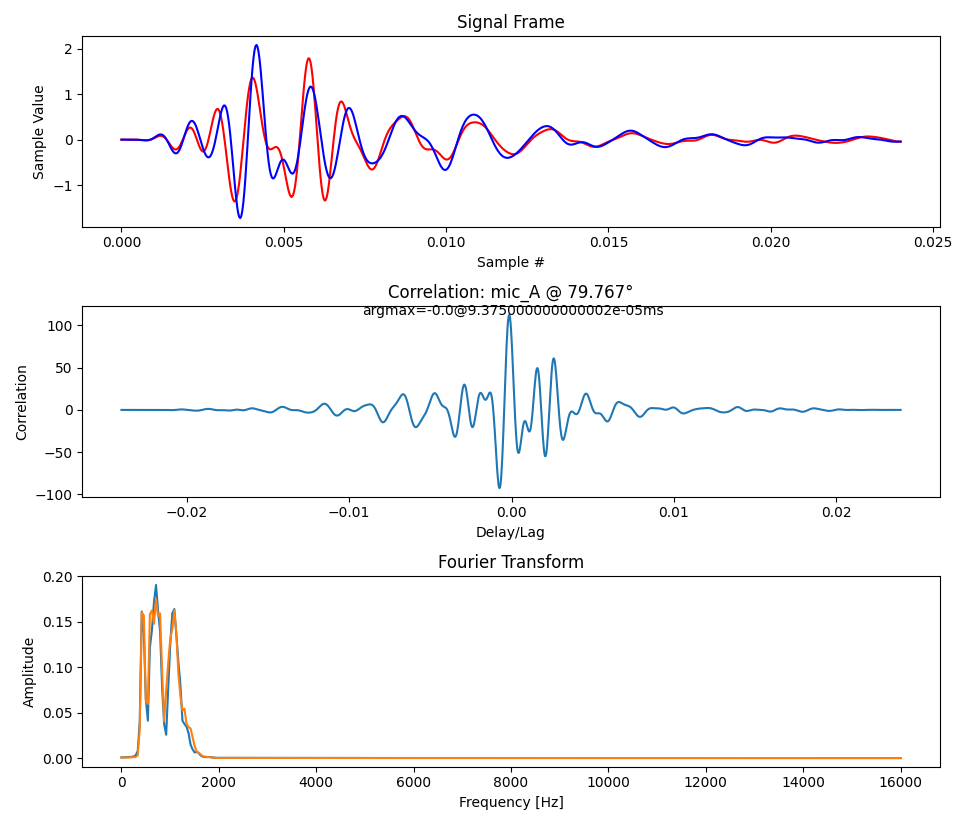 Signal Frame
2
1
0
−1
Sample Value
0.000 0.005 0.010 0.015 0.020 0.025
Sample #
Correlation: mic_A @ 79.767°
argmax=-0.0@9.375000000000002e-05ms
100
50
0
−50
−100
Correlation
−0.02 −0.01 0.00 0.01 0.02
Delay/Lag
Fourier Transform
0.20
0.15
0.10
0.05
0.00
Amplitude
0 2000 4000 6000 8000 10000 12000 14000 16000
Frequency [Hz]